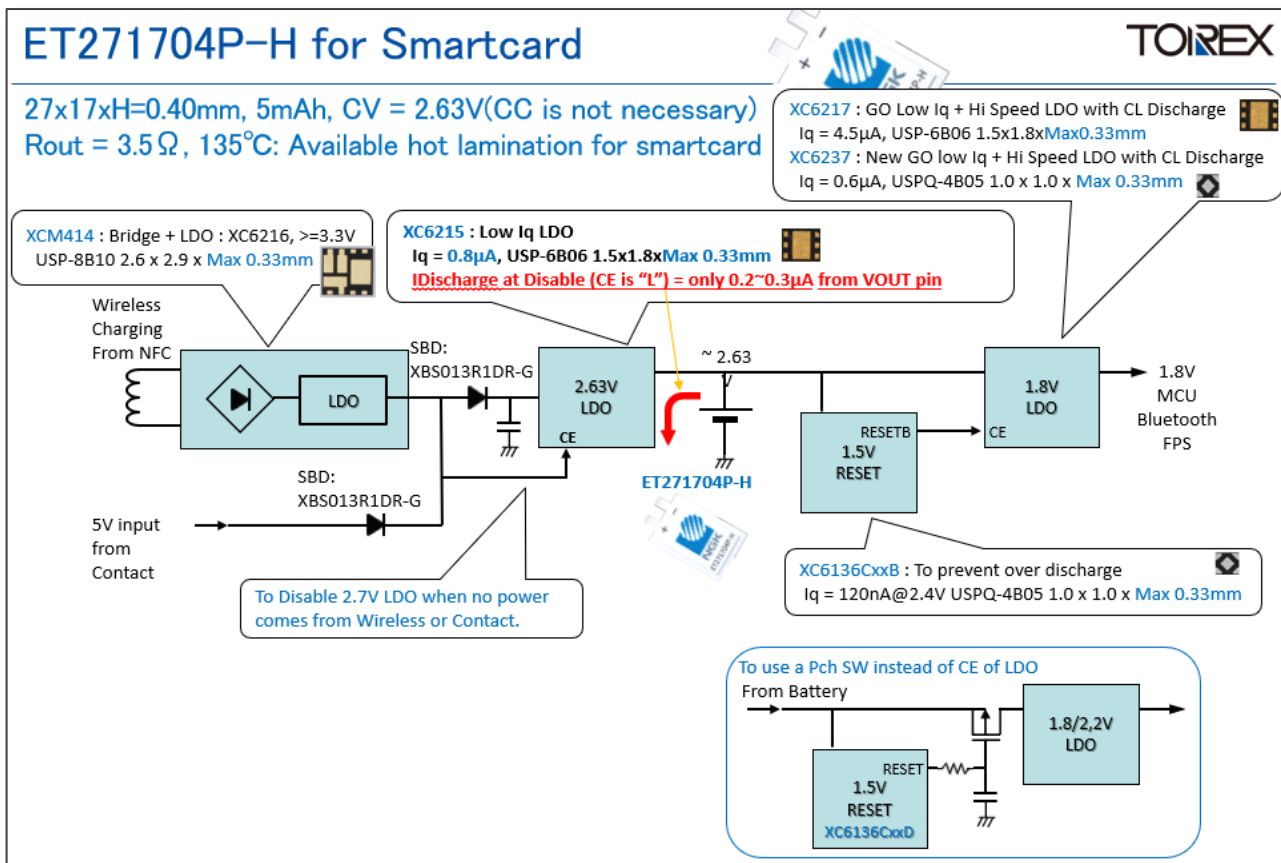 ET271704P-H for Smartcard
TOIREX
27x17xH=0.40mm, 5mAh, CV = 2.63V(CC is not necessary)
Rout = 3.5Ω, 135℃: Available hot lamination for smartcard
XC6217 : GO Low Iq + Hi Speed LDO with CL Discharge
Iq = 4.5µA, USP-6B06 1.5x1.8xMax0.33mm
XC6237 : New GO low Iq + Hi Speed LDO with CL Discharge
Iq = 0.6µA, USPQ-4B05 1.0 x 1.0 x Max 0.33mm
XCM414 : Bridge + LDO : XC6216, >=3.3V
USP-8B10 2.6 x 2.9 x Max 0.33mm
XC6215 : Low Iq LDO
Iq = 0.8µA, USP-6B06 1.5x1.8xMax 0.33mm
IDischarge at Disable (CE is “L”) = only 0.2~0.3µA from VOUT pin
Wireless
Charging
From NFC
LDO
SBD:
XBS013R1DR-G
2.63V
LDO
CE
~ 2.63
V
ET271704P-H
NGK
ET271704P-H
RESETB
1.5V
RESET
CE
1.8V
LDO
1.8V
MCU
Bluetooth
FPS
SBD:
XBS013R1DR-G
5V input
from
Contact
To Disable 2.7V LDO when no power
comes from Wireless or Contact.
XC6136CxxB : To prevent over discharge
Iq = 120nA@2.4V USPQ-4B05 1.0 x 1.0 x Max 0.33mm
To use a Pch SW instead of CE of LDO
From Battery
RESET
1.5V
RESET
XC6136CxxD
1.8/2,2V
LDO